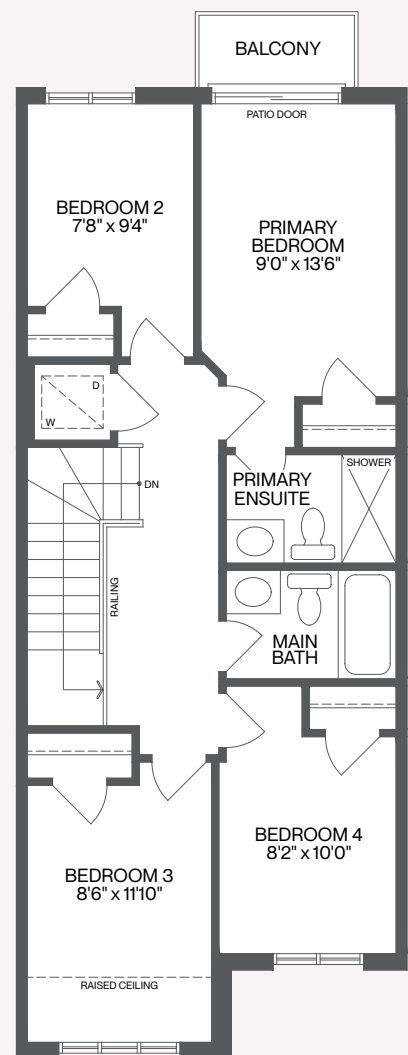 BALCONY
PATIO DOOR
BEDROOM 2
7'8" x 9'4"
PRIMARY
BEDROOM
9'0" x 13'6"
D
W
DN
PRIMARY
ENSUITE
SHOWER
RAILING
MAIN
BATH
BEDROOM 3
8'6" x 11'10"
BEDROOM 4
8'2" x 10'0"
RAISED CEILING